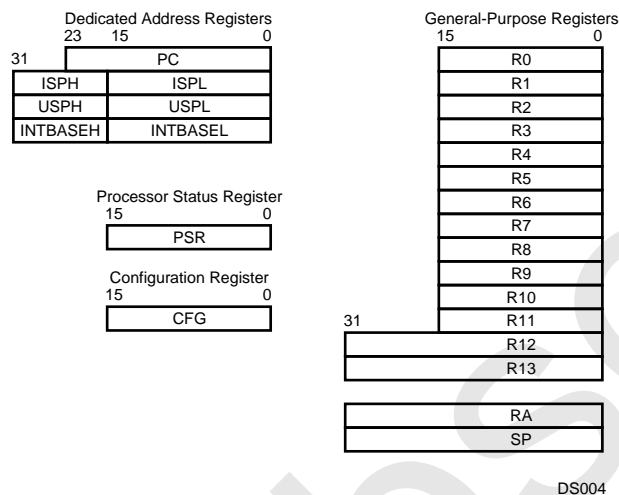 Dedicated Address Registers
23 15 0
31 PC
ISPH ISPL
USPH USPL
INTBASEH INTBASEL
Processor Status Register
15 0
PSR
Configuration Register
15 0
CFG
General-Purpose Registers
15 0
R0
R1
R2
R3
R4
R5
R6
R7
R8
R9
R10
31 R11
R12
R13
RA
SP
DS004